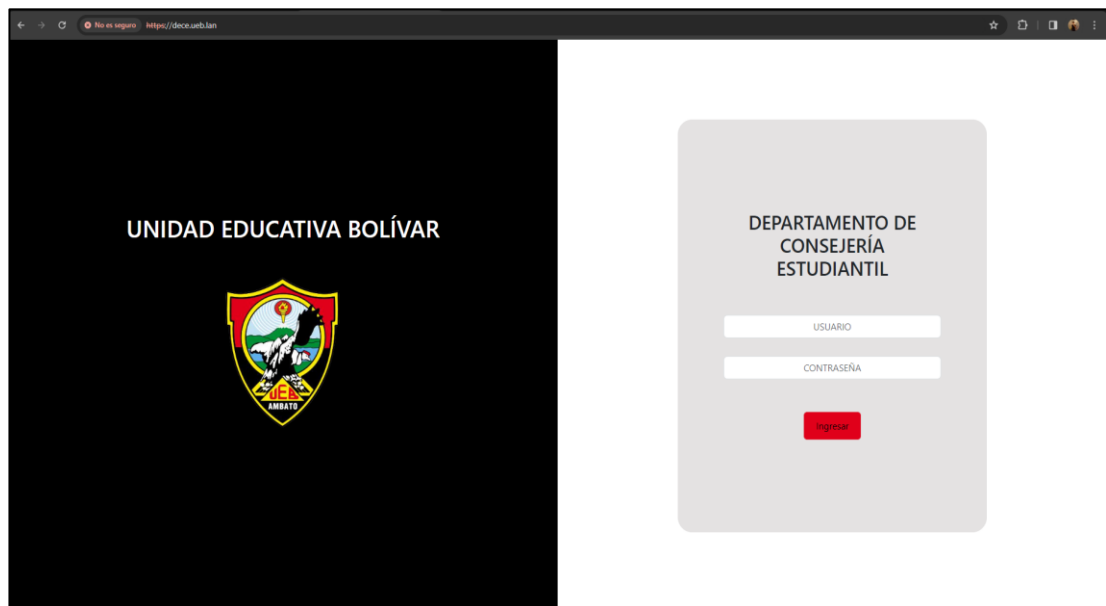 No es seguro https://dece.ueb.lan
UNIDAD EDUCATIVA BOLÍVAR
UEB
AMBATO
DEPARTAMENTO DE
CONSEJERÍA
ESTUDIANTIL
USUARIO
CONTRASEÑA
Ingresar